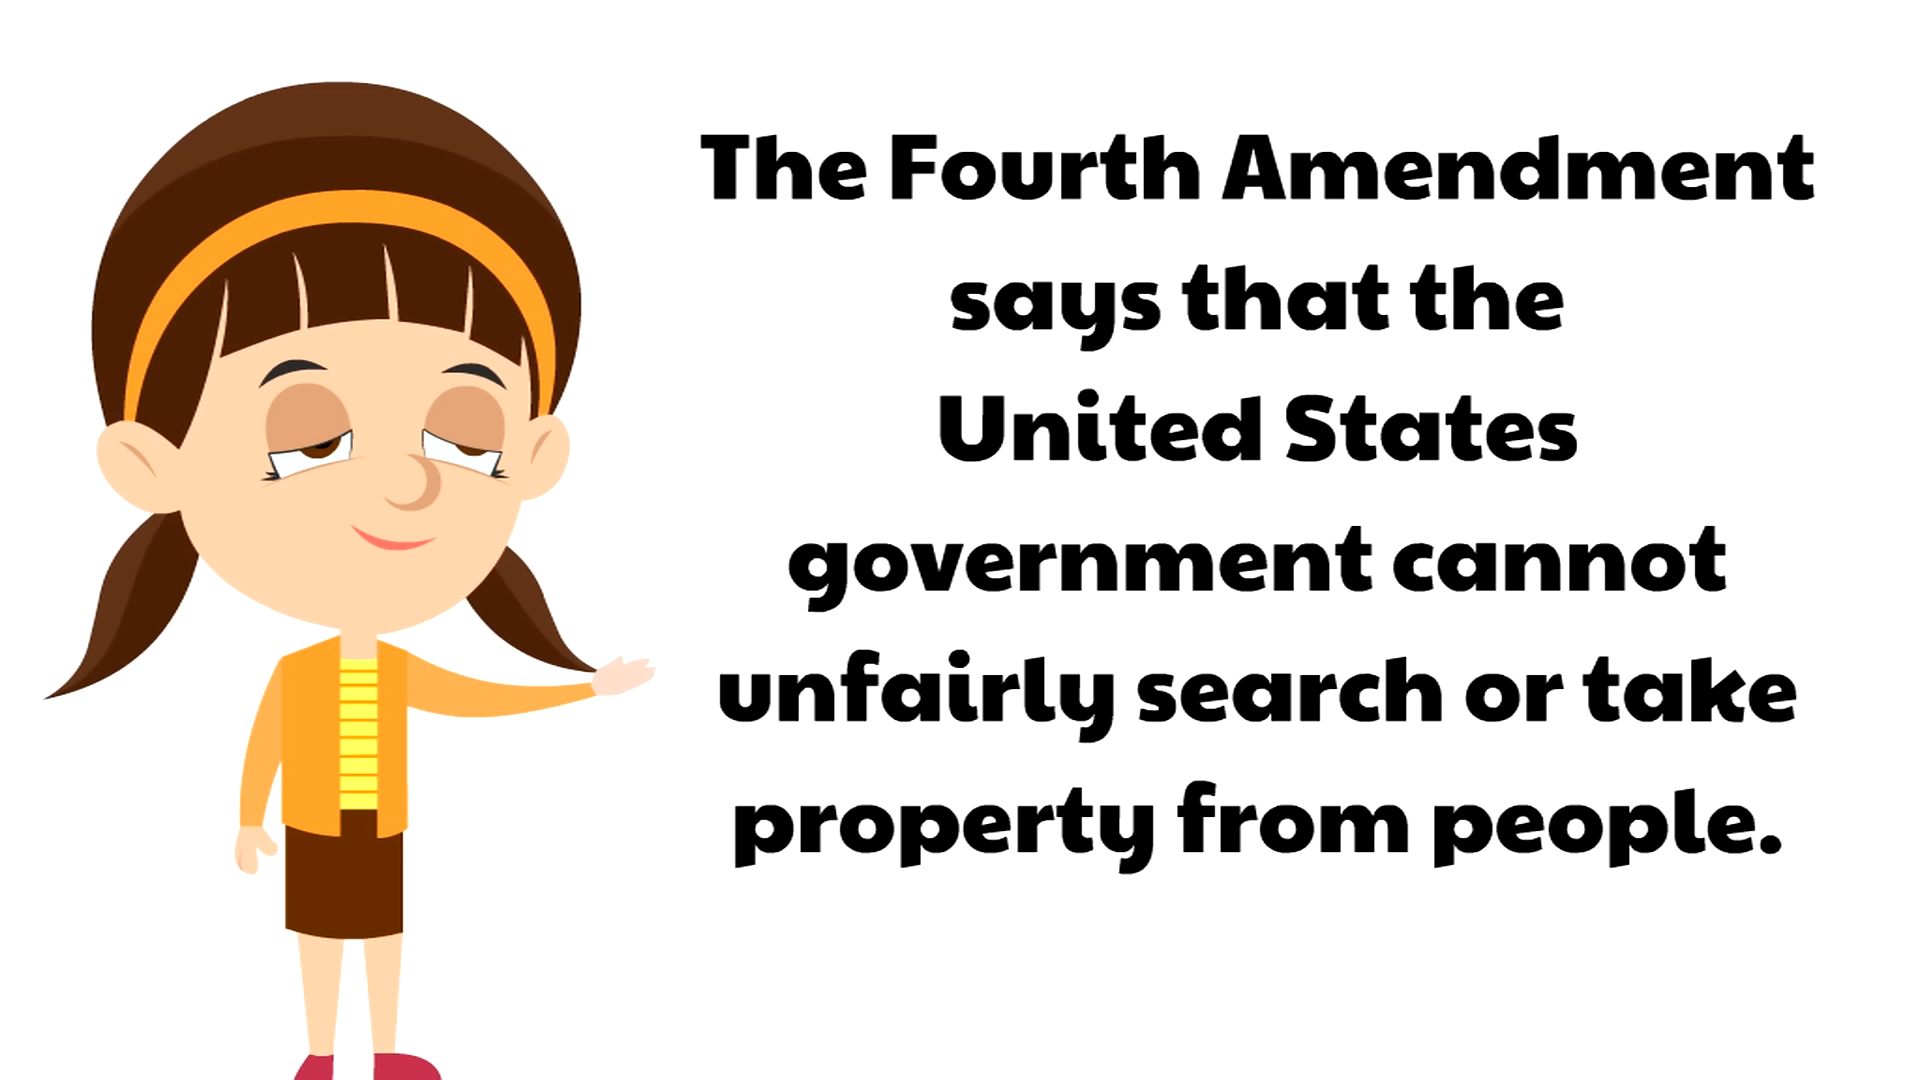 The Fourth Amendment
says that the
United States
government cannot
unfairly search or take
property from people.